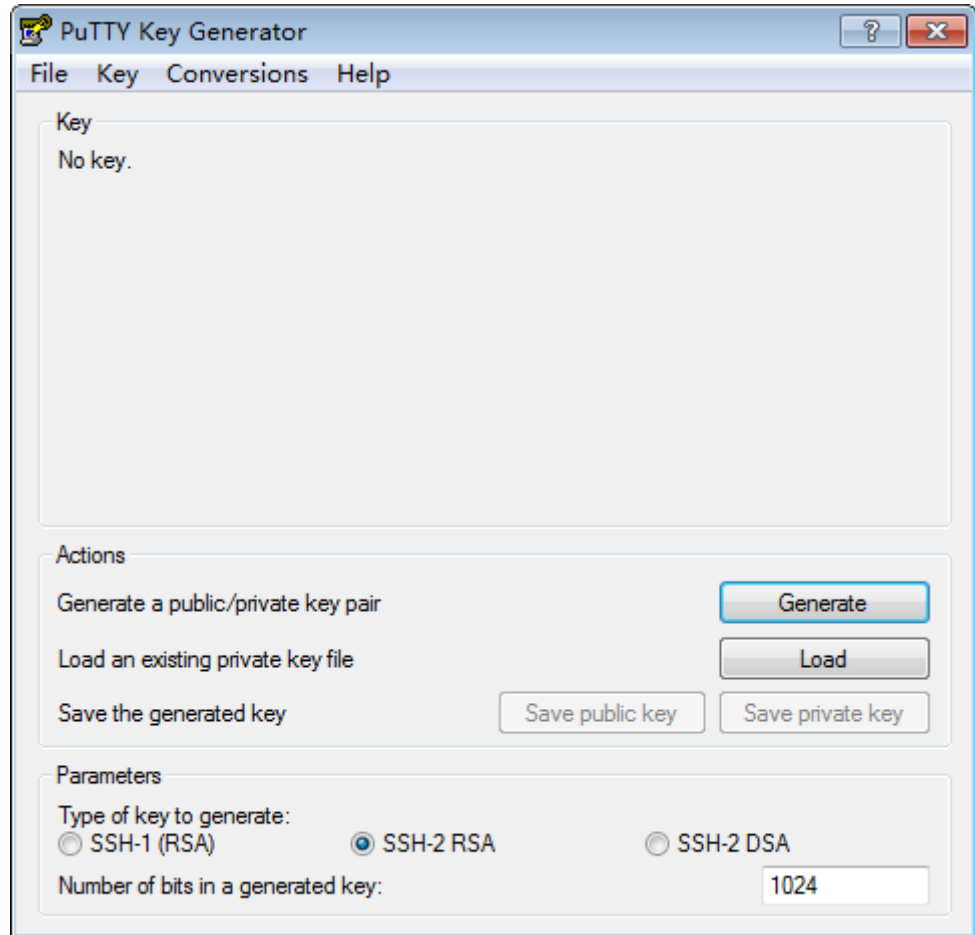 PuTTY Key Generator
File Key Conversions Help
Key
No key.
Actions
Generate a public/private key pair Generate
Load an existing private key file Load
Save the generated key Save public key Save private key
Parameters
Type of key to generate:
SSH-1 (RSA) SSH-2 RSA SSH-2 DSA
Number of bits in a generated key: 1024